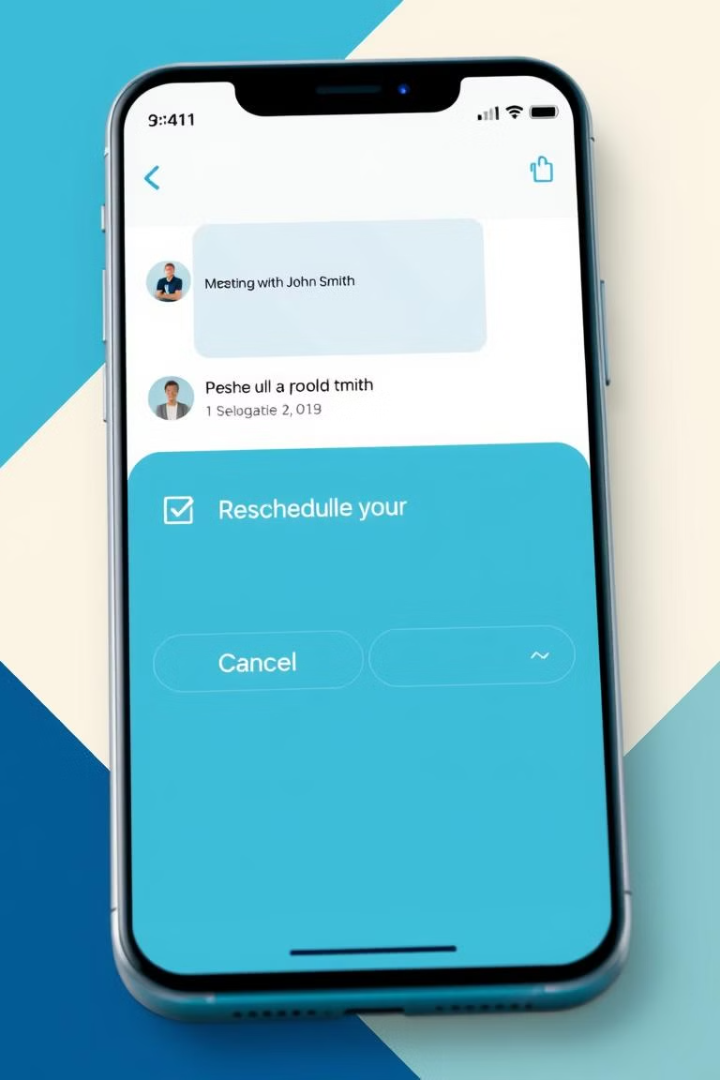 9::411
Meeting with John Smith
Peshe ull a roold tmith
1 Selogatie 2, 019
Reschedulle your
Cancel